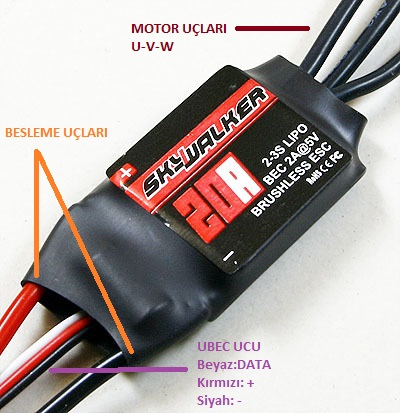 MOTOR UÇLARI
U-V-W
BESLEME UÇLARI
SKYWALKER
20A
2-3S LIPO
BEC 2A@5V
BRUSHLESS ESC
RoHS CE FC
+
-
UBEC UCU
Beyaz:DATA
Kırmızı: +
Siyah: -